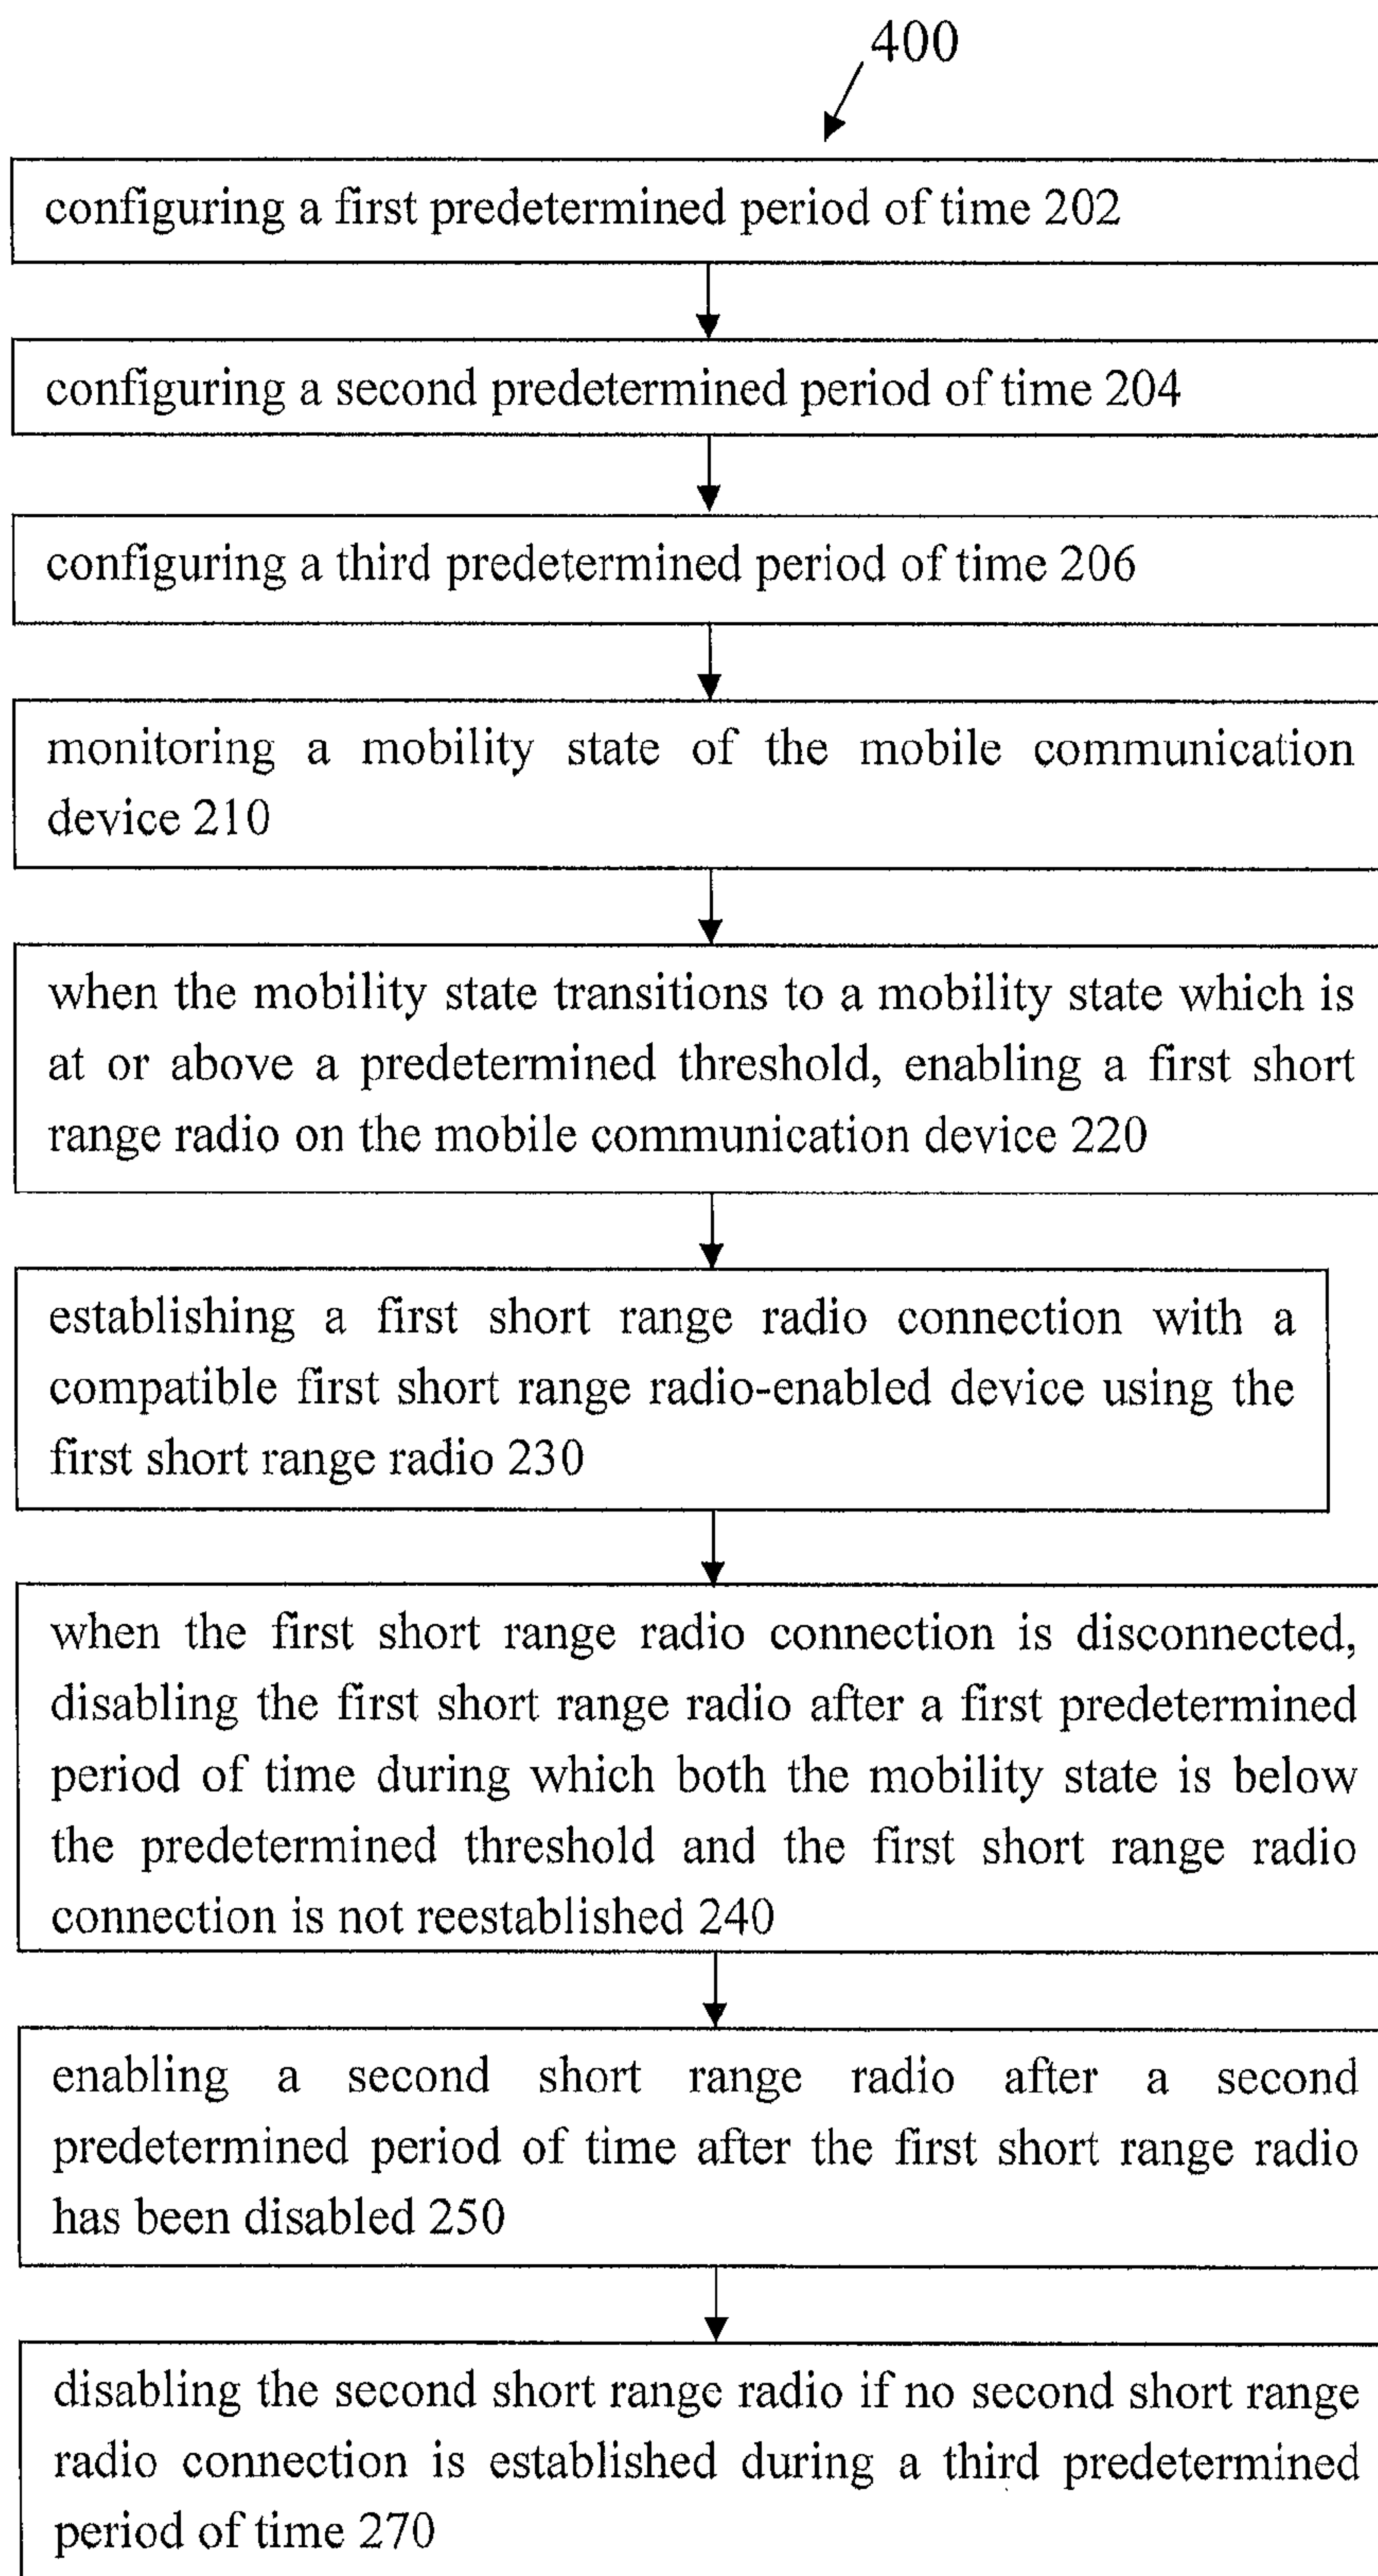 400
configuring a first predetermined period of time 202
configuring a second predetermined period of time 204
configuring a third predetermined period of time 206
monitoring a mobility state of the mobile communication
device 210
when the mobility state transitions to a mobility state which is
at or above a predetermined threshold, enabling a first short
range radio on the mobile communication device 220
establishing a first short range radio connection with a
compatible first short range radio-enabled device using the
first short range radio 230
when the first short range radio connection is disconnected,
disabling the first short range radio after a first predetermined
period of time during which both the mobility state is below
the predetermined threshold and the first short range radio
connection is not reestablished 240
enabling a second short range radio after a second
predetermined period of time after the first short range radio
has been disabled 250
disabling the second short range radio if no second short range
radio connection is established during a third predetermined
period of time 270